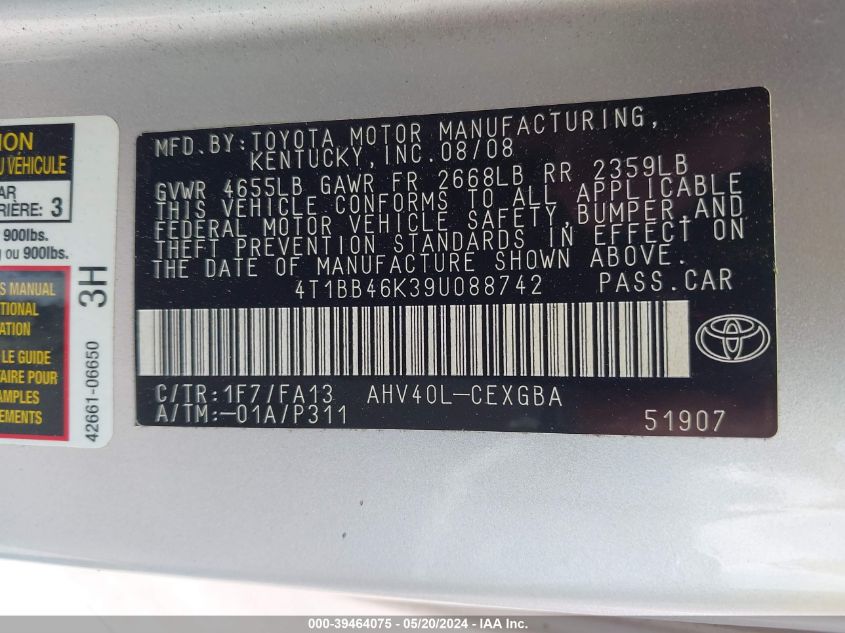 ION
U VÉHICULE
AR
RIÈRE: 3
900lbs.
g ou 900lbs.
S MANUAL
TIONAL
ATION
LE GUIDE
TAIRE POUR
AMPLES
EMENTS
3H
42661-06650
MFD.BY:TOYOTA MOTOR MANUFACTURING,
KENTUCKY,INC.08/08
GVWR 4655LB GAWR FR 2668LB RR 2359LB
THIS VEHICLE CONFORMS TO ALL APPLICABLE
FEDERAL MOTOR VEHICLE SAFETY,BUMPER,AND
THEFT PREVENTION STANDARDS IN EFFECT ON
THE DATE OF MANUFACTURE SHOWN ABOVE.
4T1BB46K39U088742 PASS.CAR
C/TR:1F7/FA13 AHV40L-CEXGBA
A/TM:-01A/P311
51907
TOYOTA
000-39464075 - 05/20/2024 - IAA, Inc.